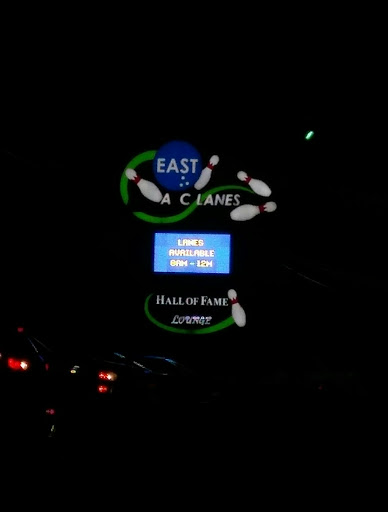 EAST
A C LANES
LANES
AVAILABLE
8AM - 12M
HALL OF FAME
LOUNGE